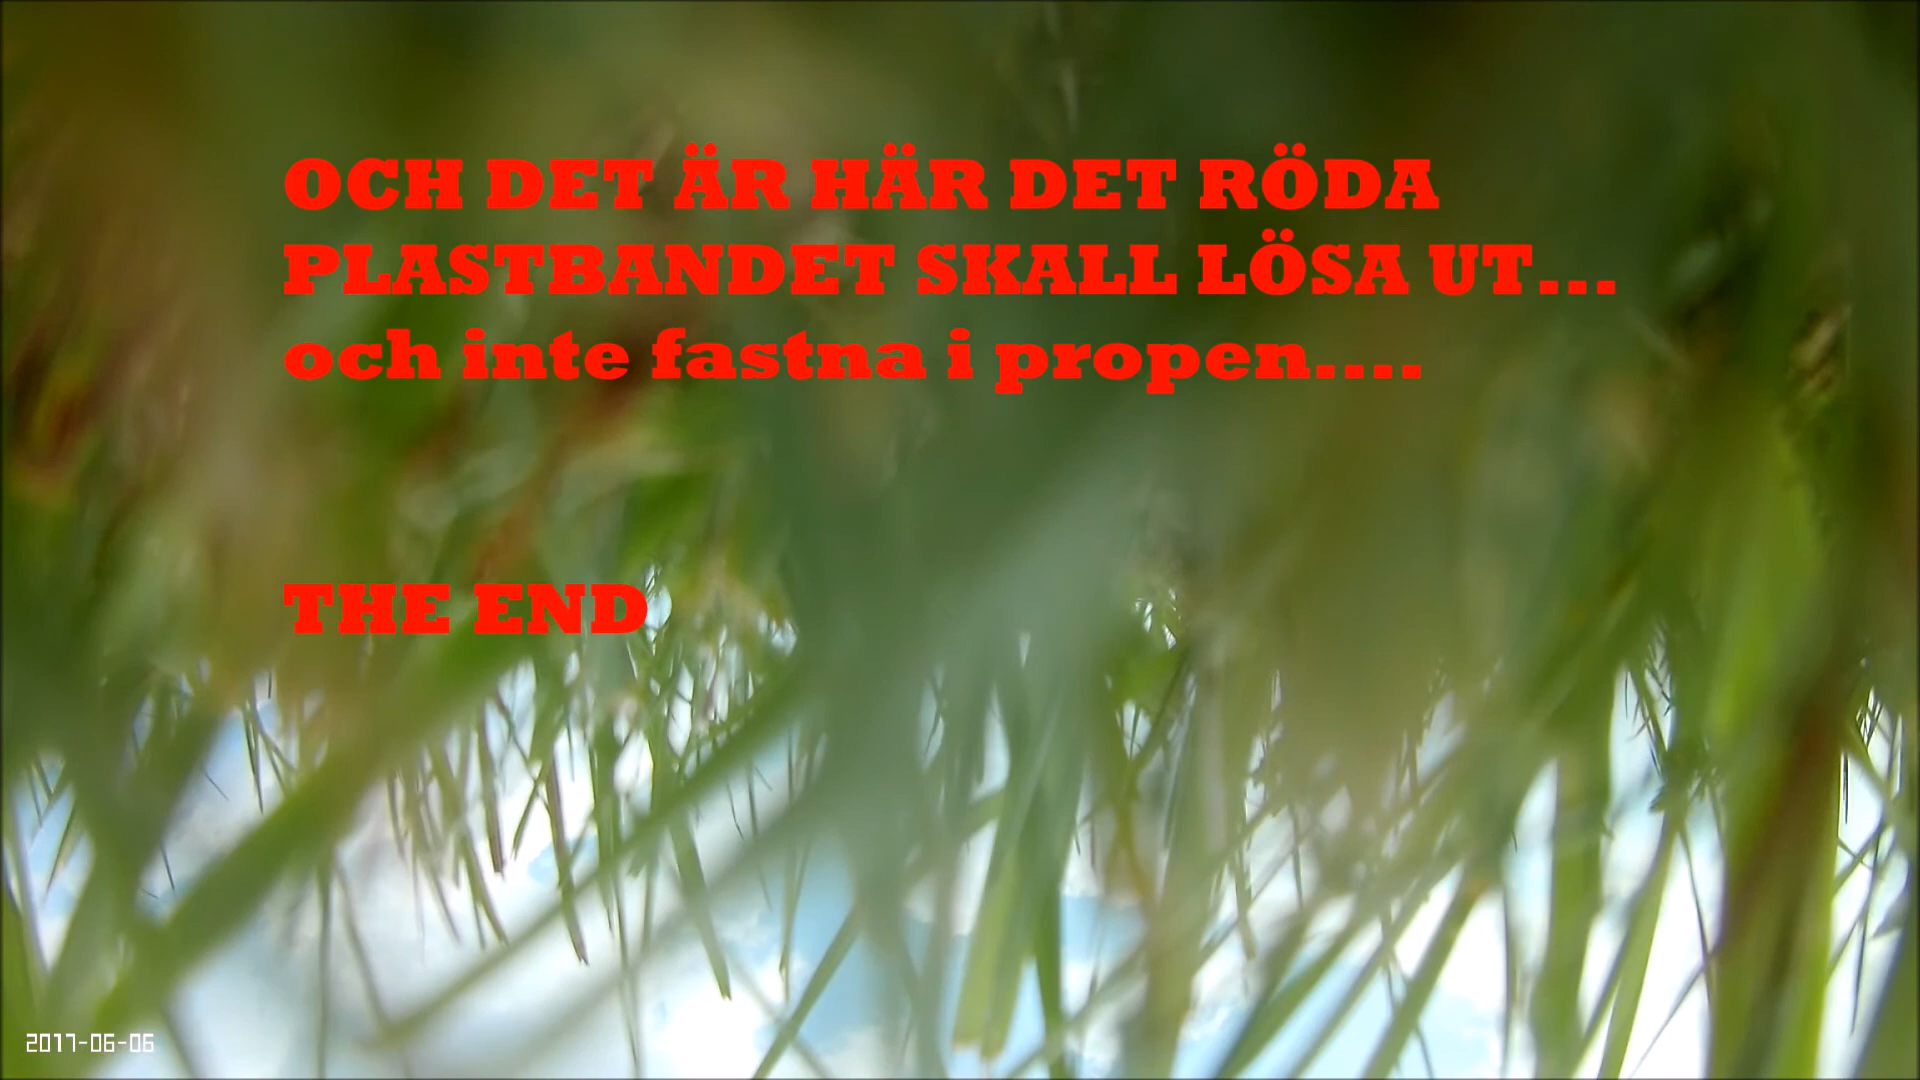 OCH DET ÄR HÄR DET RÖDA
PLASTBANDET SKALL LÖSA UT...
och inte fastna i propen....
THE END
2017-06-06